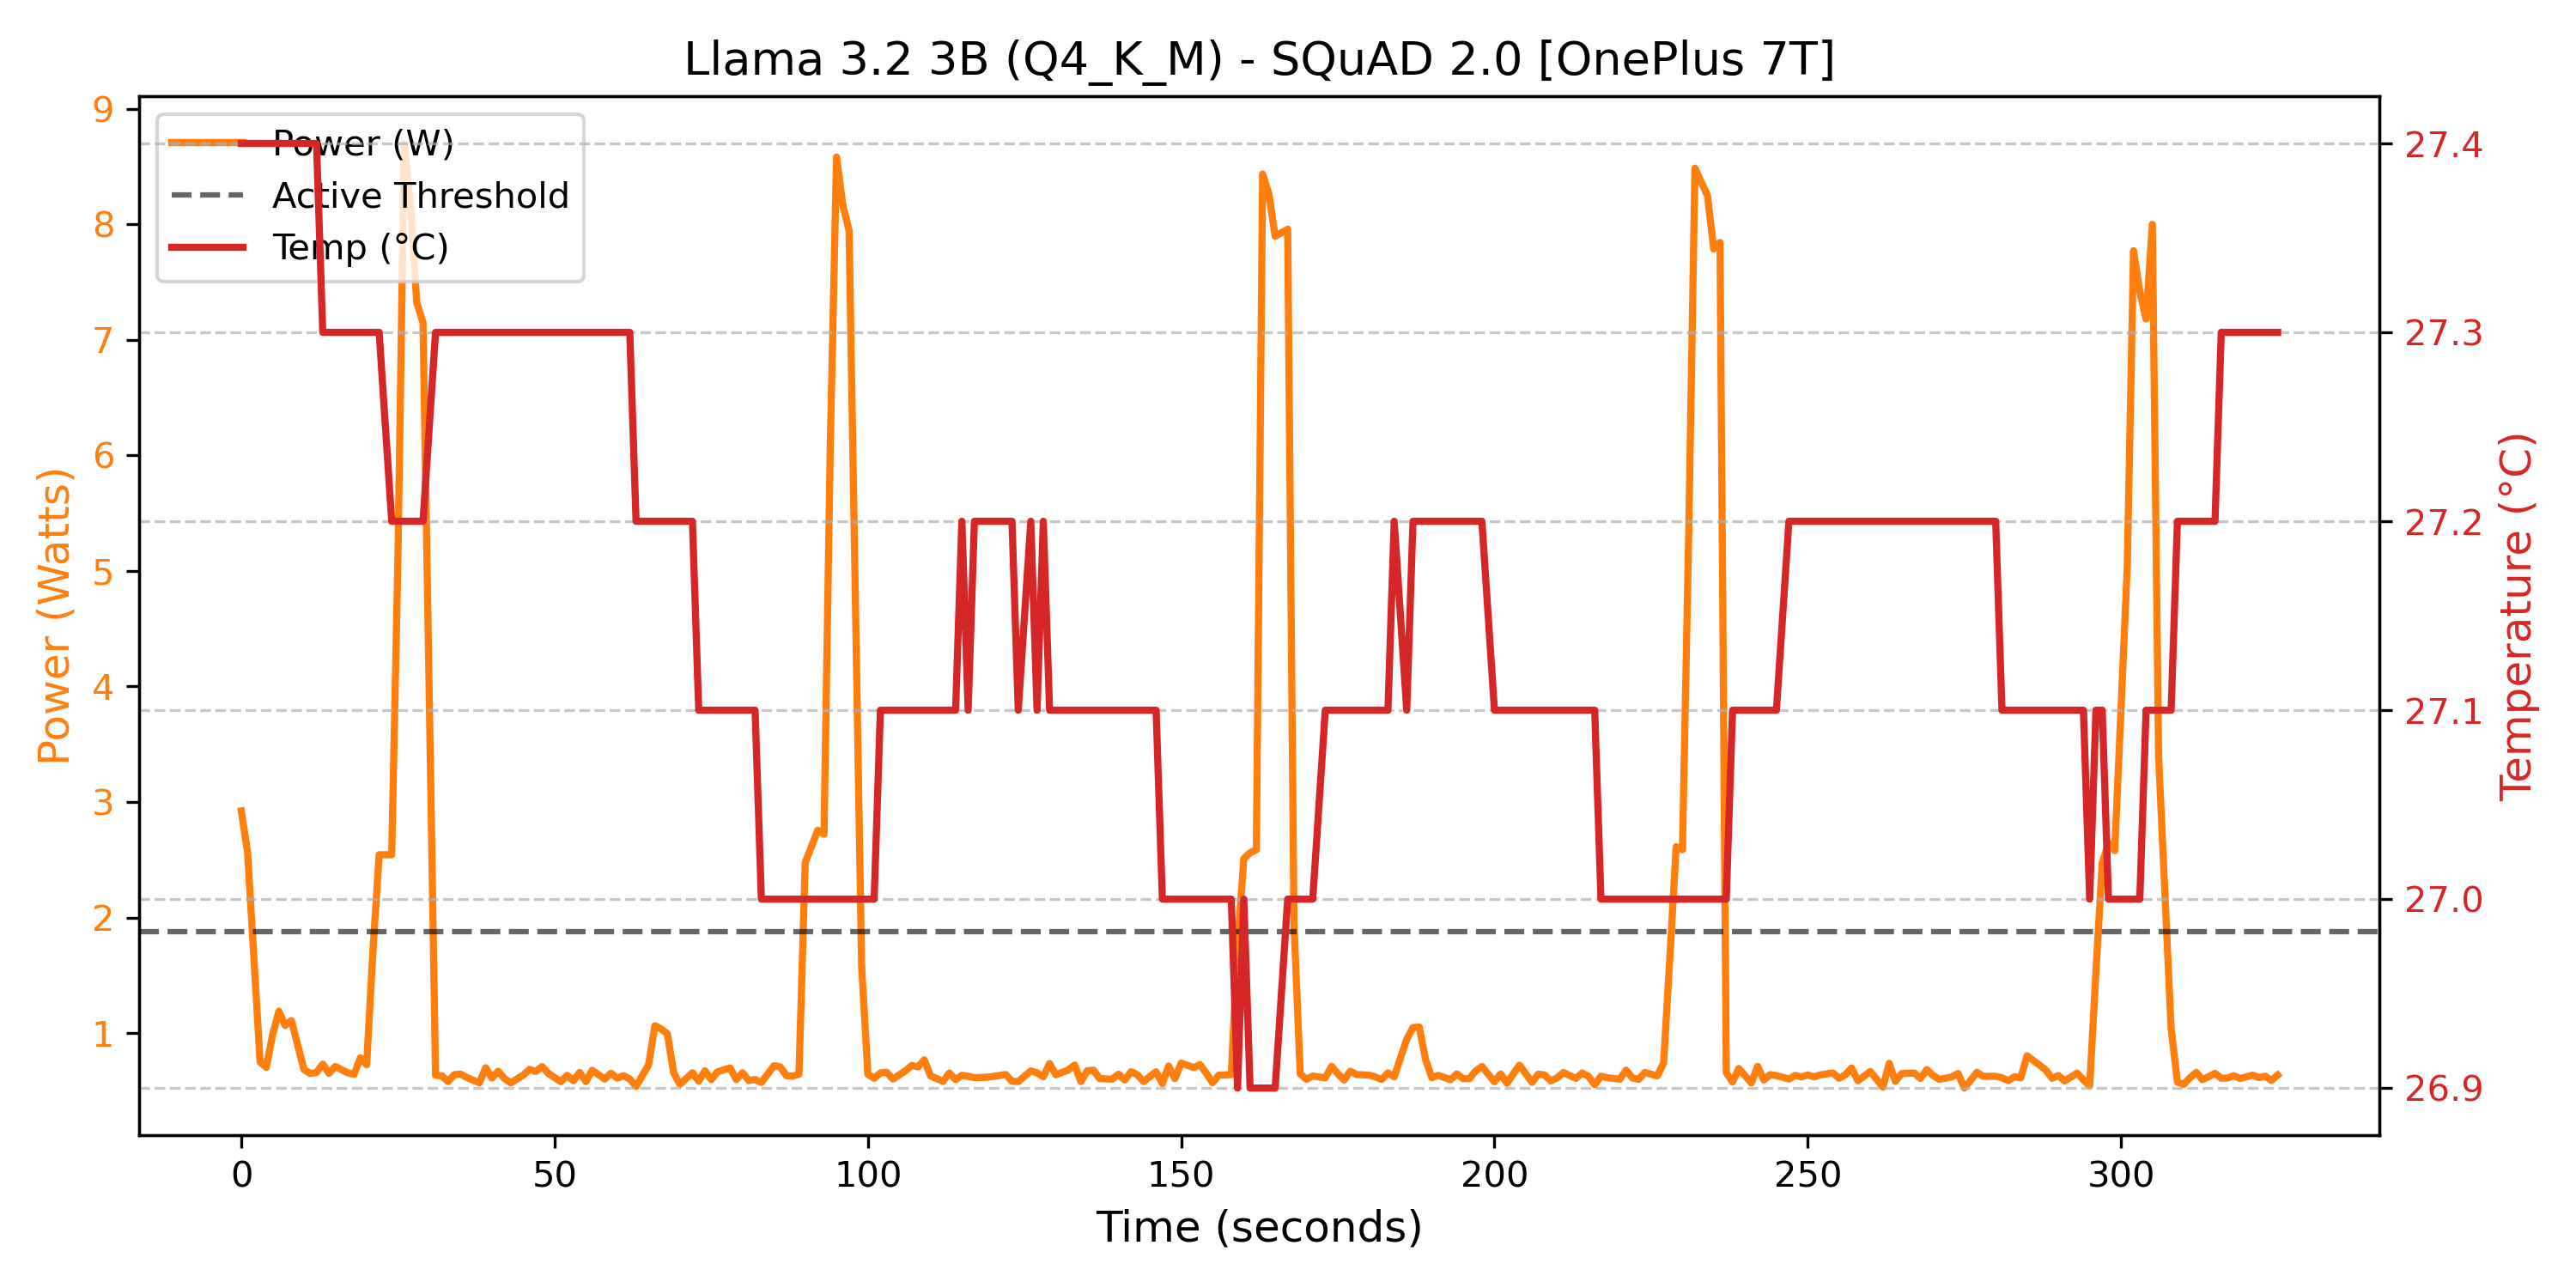 Llama 3.2 3B (Q4_K_M) - SQuAD 2.0 [OnePlus 7T]
Power (W)
Active Threshold
Temp (°C)
Power (Watts)
9
8
7
6
5
4
3
2
1
27.4
27.3
27.2
27.1
27.0
26.9
Temperature (°C)
0 50 100 150 200 250 300
Time (seconds)